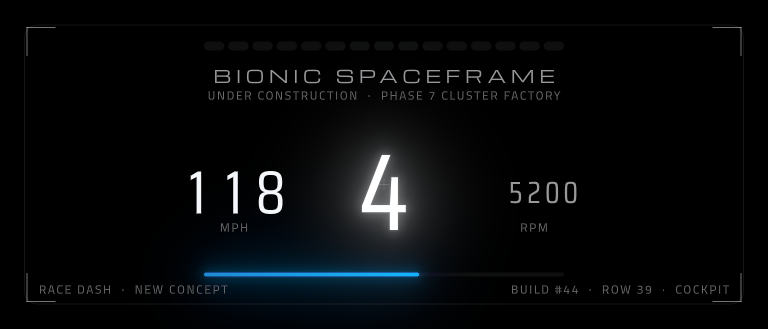 BIONIC SPACEFRAME
UNDER CONSTRUCTION · PHASE 7 CLUSTER FACTORY
118
MPH
4
5200
RPM
RACE DASH · NEW CONCEPT
BUILD #44 · ROW 39 · COCKPIT